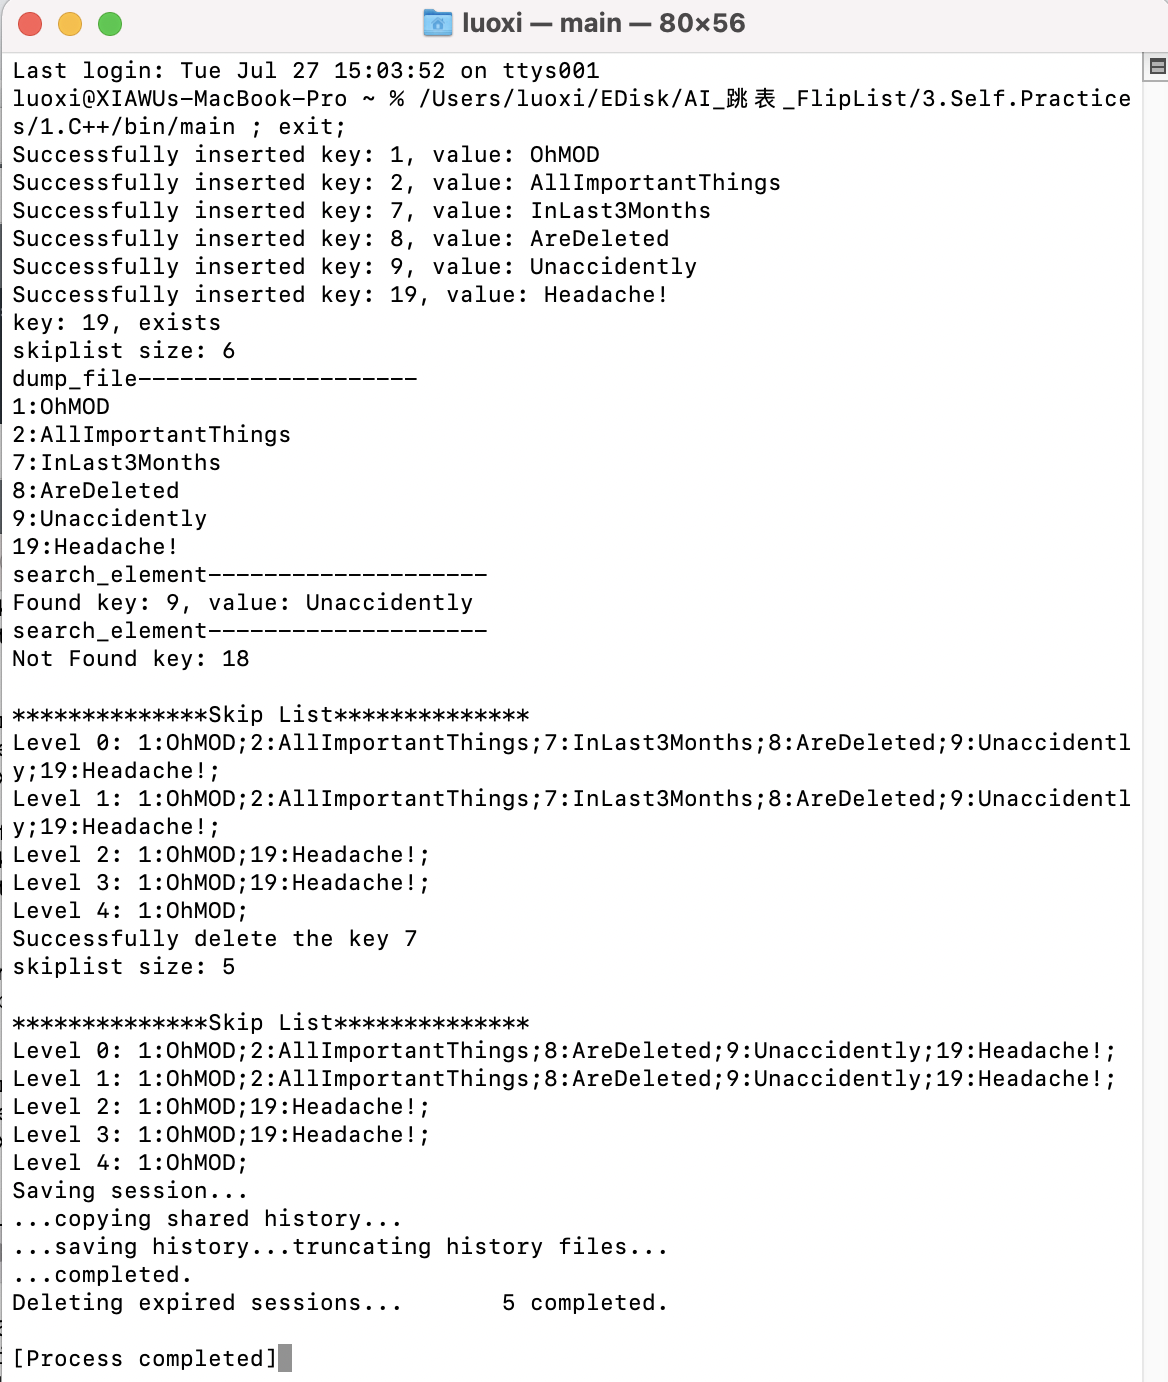 luoxi — main — 80×56
Last login: Tue Jul 27 15:03:52 on ttys001
luoxi@XIAWUs-MacBook-Pro ~ % /Users/luoxi/EDisk/AI_跳表_FlipList/3.Self.Practice
s/1.C++/bin/main ; exit;
Successfully inserted key: 1, value: OhMOD
Successfully inserted key: 2, value: AllImportantThings
Successfully inserted key: 7, value: InLast3Months
Successfully inserted key: 8, value: AreDeleted
Successfully inserted key: 9, value: Unaccidently
Successfully inserted key: 19, value: Headache!
key: 19, exists
skiplist size: 6
dump_file--------------------
1:OhMOD
2:AllImportantThings
7:InLast3Months
8:AreDeleted
9:Unaccidently
19:Headache!
search_element--------------------
Found key: 9, value: Unaccidently
search_element--------------------
Not Found key: 18
**************Skip List**************
Level 0: 1:OhMOD;2:AllImportantThings;7:InLast3Months;8:AreDeleted;9:Unaccidentl
y;19:Headache!;
Level 1: 1:OhMOD;2:AllImportantThings;7:InLast3Months;8:AreDeleted;9:Unaccidentl
y;19:Headache!;
Level 2: 1:OhMOD;19:Headache!;
Level 3: 1:OhMOD;19:Headache!;
Level 4: 1:OhMOD;
Successfully delete the key 7
skiplist size: 5
**************Skip List**************
Level 0: 1:OhMOD;2:AllImportantThings;8:AreDeleted;9:Unaccidently;19:Headache!;
Level 1: 1:OhMOD;2:AllImportantThings;8:AreDeleted;9:Unaccidently;19:Headache!;
Level 2: 1:OhMOD;19:Headache!;
Level 3: 1:OhMOD;19:Headache!;
Level 4: 1:OhMOD;
Saving session...
...copying shared history...
...saving history...truncating history files...
...completed.
Deleting expired sessions...       5 completed.
[Process completed]